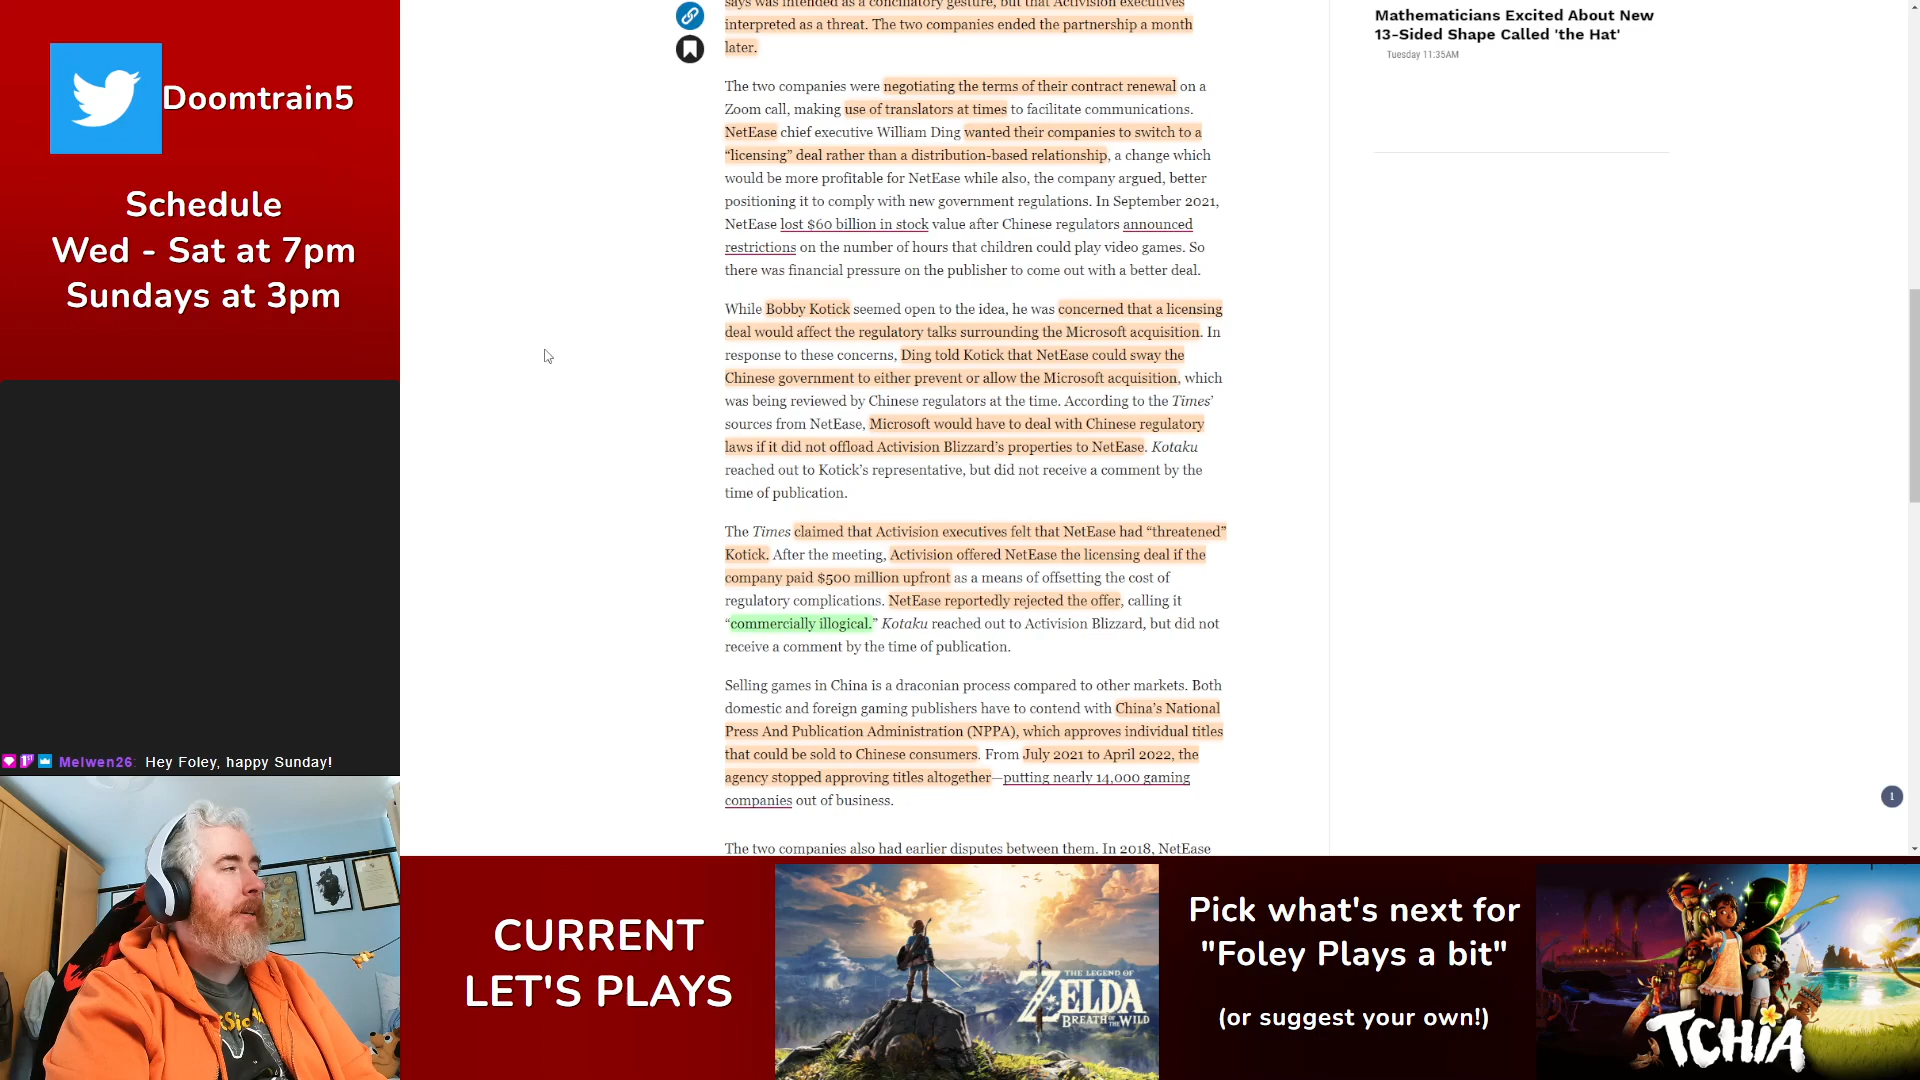 Doomtrain5
Schedule
Wed - Sat at 7pm
Sundays at 3pm
Melwen26: Hey Foley, happy Sunday!
says was intended as a conciliatory gesture, but that Activision executives
interpreted as a threat. The two companies ended the partnership a month
later.
The two companies were negotiating the terms of their contract renewal on a
Zoom call, making use of translators at times to facilitate communications.
NetEase chief executive William Ding wanted their companies to switch to a
“licensing” deal rather than a distribution-based relationship, a change which
would be more profitable for NetEase while also, the company argued, better
positioning it to comply with new government regulations. In September 2021,
NetEase lost $60 billion in stock value after Chinese regulators announced
restrictions on the number of hours that children could play video games. So
there was financial pressure on the publisher to come out with a better deal.
While Bobby Kotick seemed open to the idea, he was concerned that a licensing
deal would affect the regulatory talks surrounding the Microsoft acquisition. In
response to these concerns, Ding told Kotick that NetEase could sway the
Chinese government to either prevent or allow the Microsoft acquisition, which
was being reviewed by Chinese regulators at the time. According to the Times’
sources from NetEase, Microsoft would have to deal with Chinese regulatory
laws if it did not offload Activision Blizzard’s properties to NetEase. Kotaku
reached out to Kotick’s representative, but did not receive a comment by the
time of publication.
The Times claimed that Activision executives felt that NetEase had “threatened”
Kotick. After the meeting, Activision offered NetEase the licensing deal if the
company paid $500 million upfront as a means of offsetting the cost of
regulatory complications. NetEase reportedly rejected the offer, calling it
“commercially illogical.” Kotaku reached out to Activision Blizzard, but did not
receive a comment by the time of publication.
Selling games in China is a draconian process compared to other markets. Both
domestic and foreign gaming publishers have to contend with China’s National
Press And Publication Administration (NPPA), which approves individual titles
that could be sold to Chinese consumers. From July 2021 to April 2022, the
agency stopped approving titles altogether—putting nearly 14,000 gaming
companies out of business.
The two companies also had earlier disputes between them. In 2018, NetEase
Mathematicians Excited About New
13-Sided Shape Called 'the Hat'
Tuesday 11:35AM
1
CURRENT
LET'S PLAYS
THE LEGEND OF
ZELDA
BREATH OF THE WILD
Pick what's next for
"Foley Plays a bit"
(or suggest your own!)
TCHIA